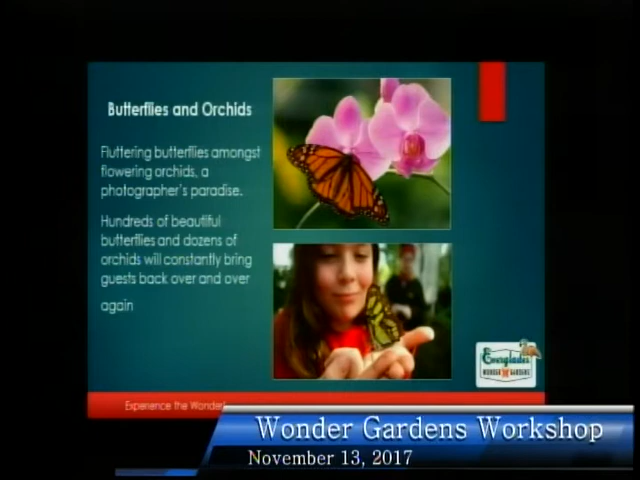 Butterflies and Orchids
Fluttering butterflies amongst
flowering orchids, a
photographer's paradise.
Hundreds of beautiful
butterflies and dozens of
orchids will constantly bring
guests back over and over
again
Everglades
WONDER GARDENS
Experience the Wonder!
Wonder Gardens Workshop
November 13, 2017